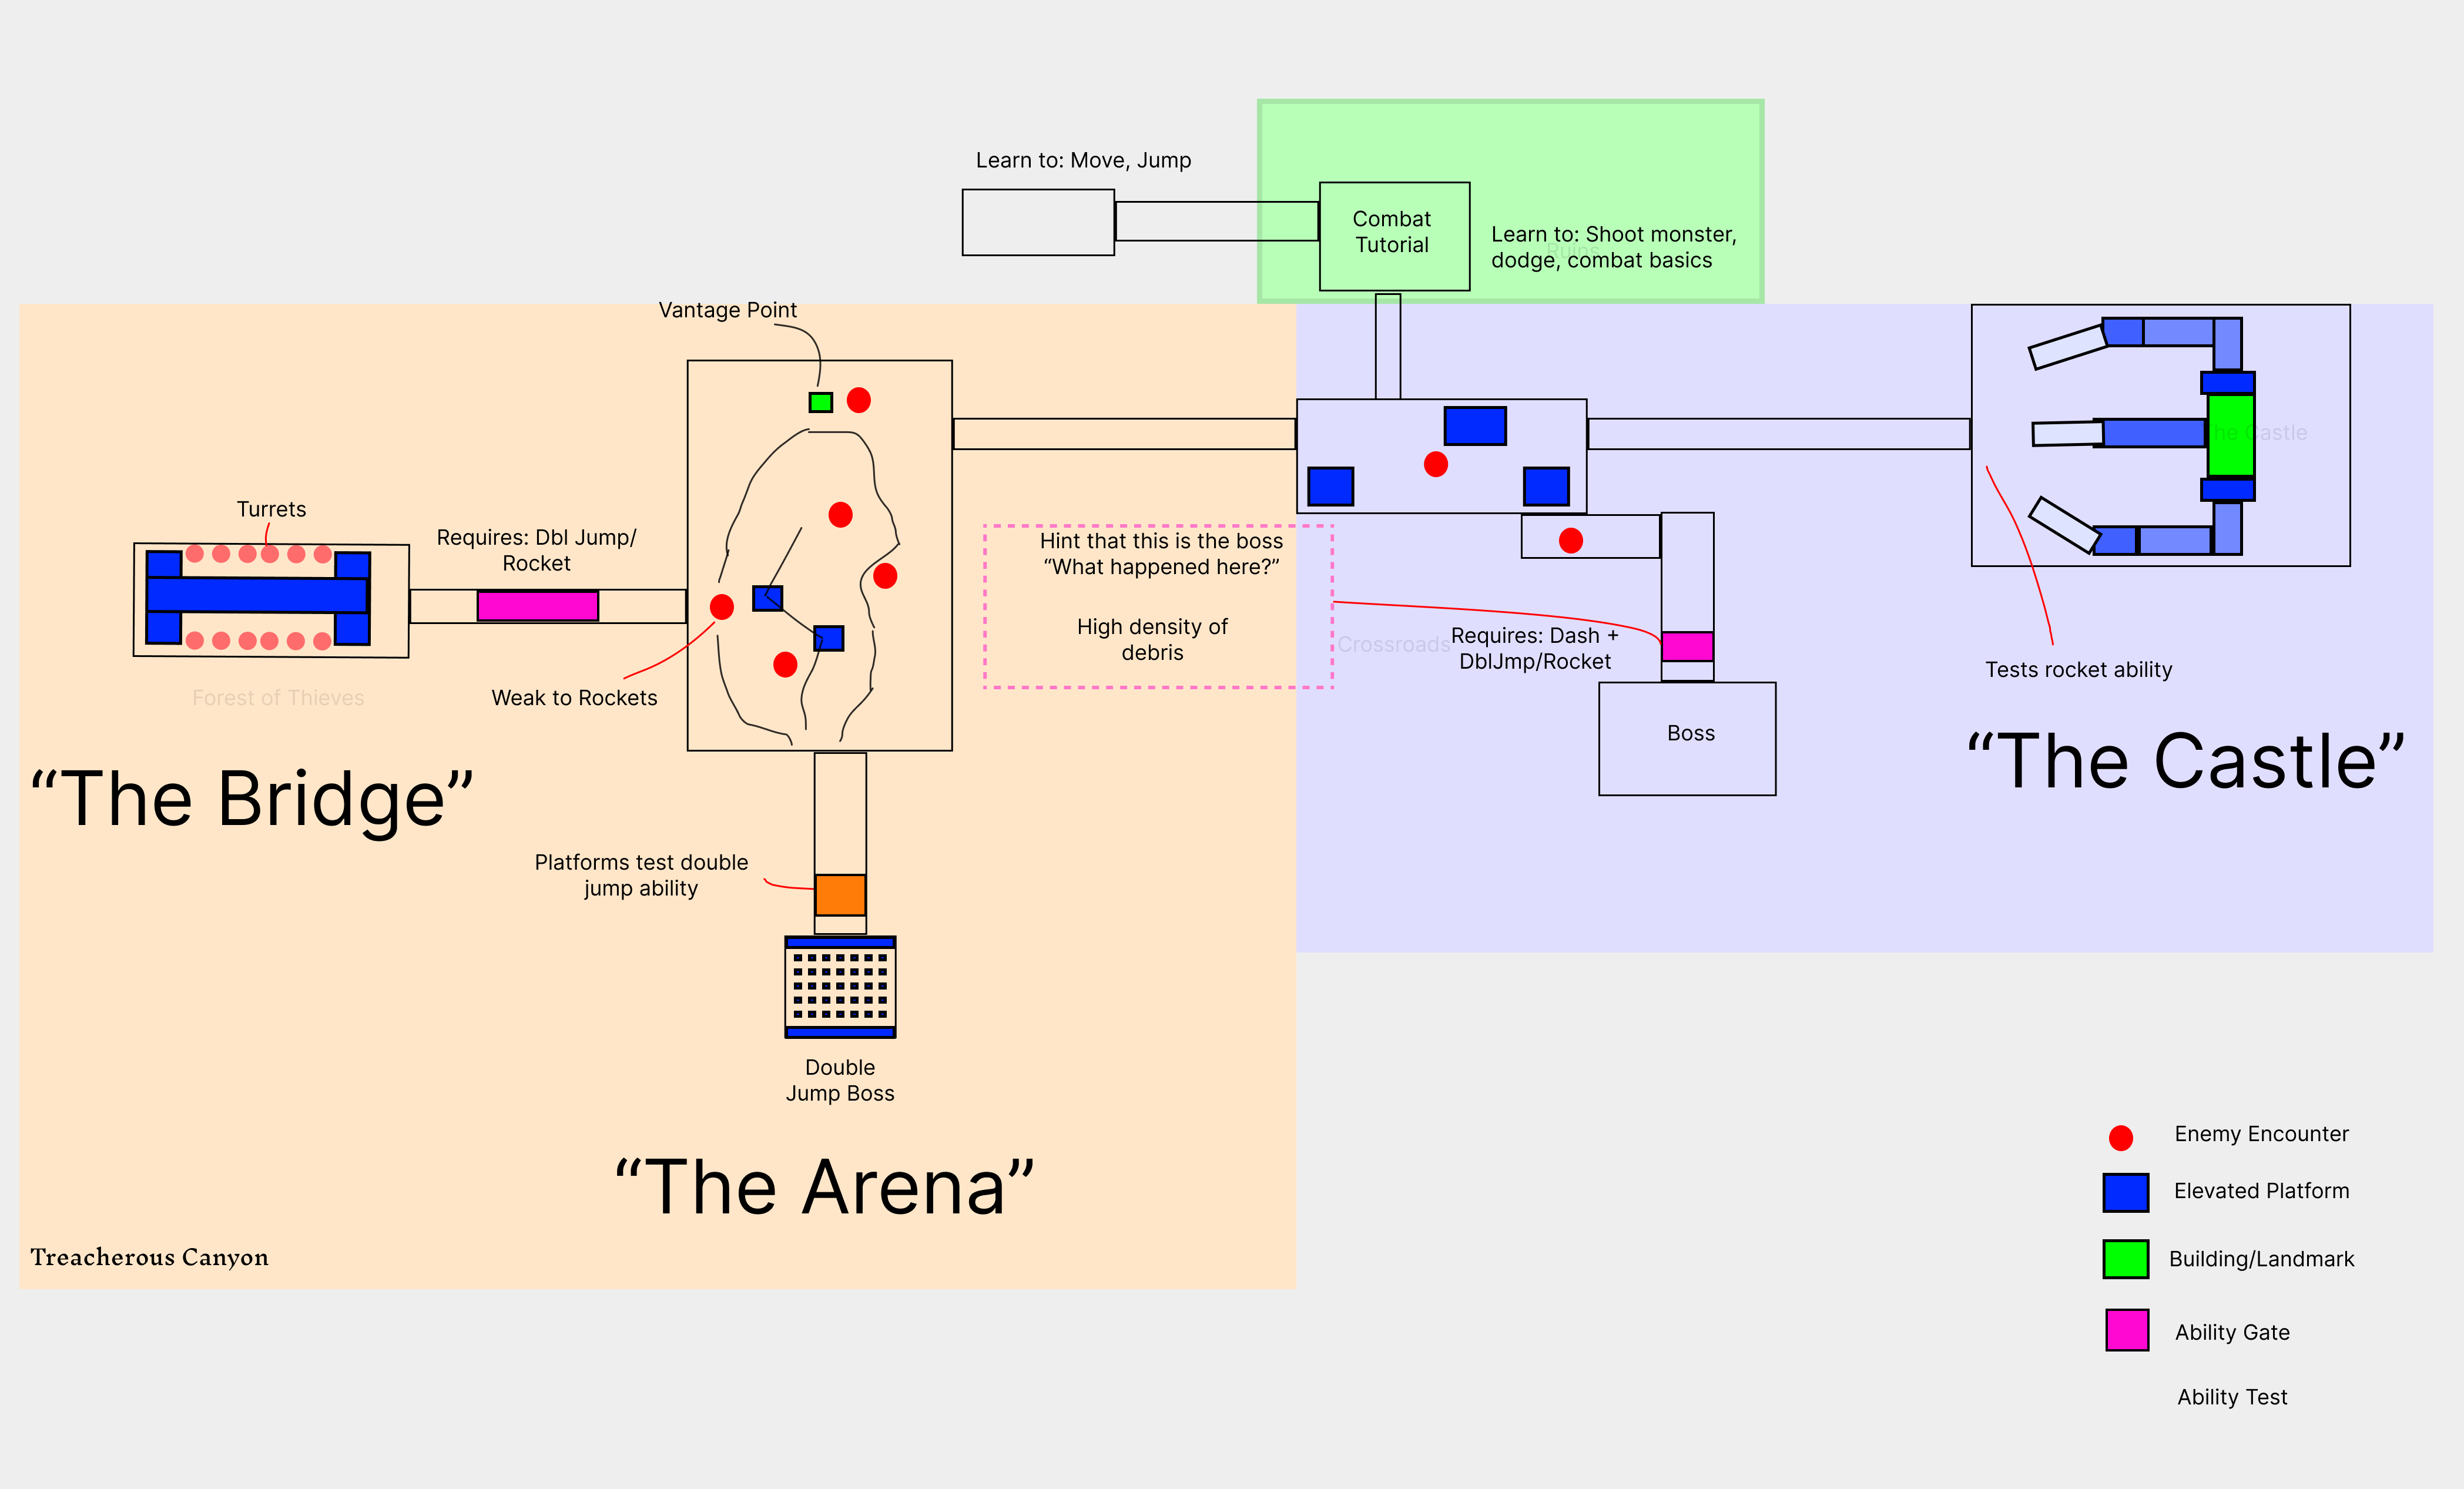 Learn to: Move, Jump
Combat
Tutorial
Ruins
Learn to: Shoot monster,
dodge, combat basics
Vantage Point
The Castle
Turrets
Requires: Dbl Jump/
Rocket
Hint that this is the boss
“What happened here?”
High density of
debris
Crossroads
Requires: Dash +
DblJmp/Rocket
Tests rocket ability
Forest of Thieves
Weak to Rockets
Boss
“The Bridge”
“The Castle”
Platforms test double
jump ability
Double
Jump Boss
“The Arena”
Treacherous Canyon
Enemy Encounter
Elevated Platform
Building/Landmark
Ability Gate
Ability Test